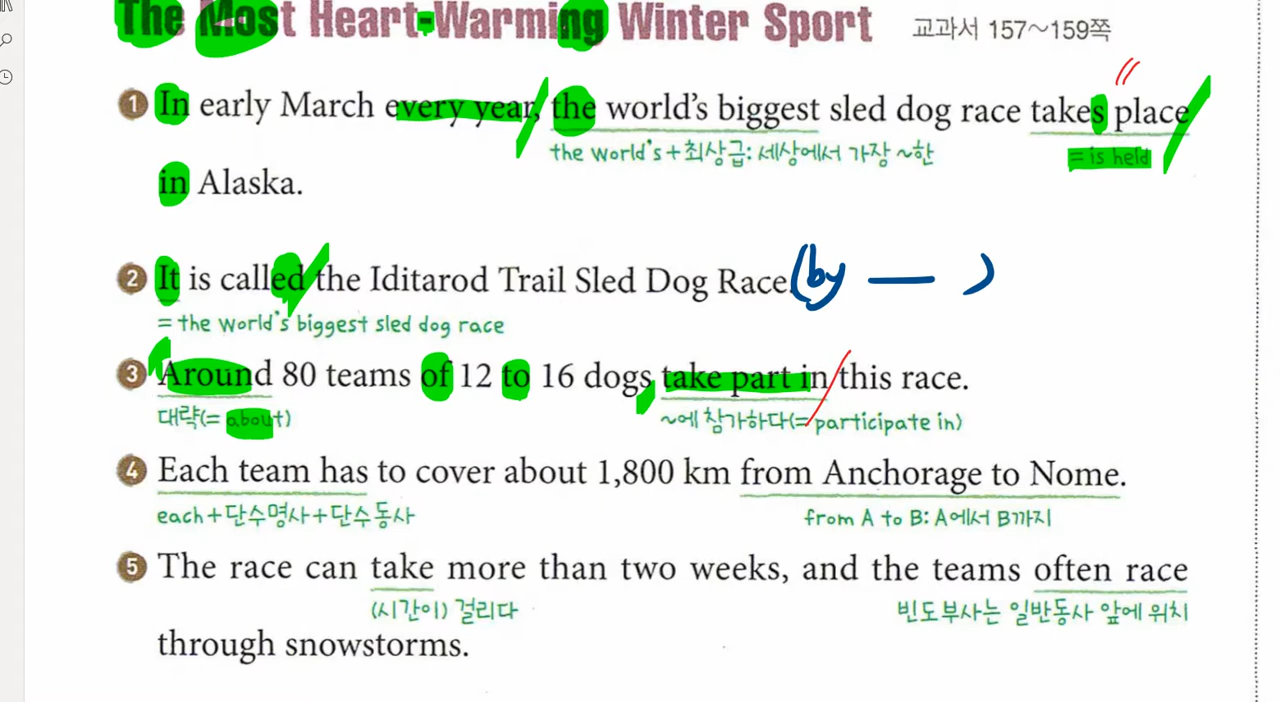 The Most Heart-Warming Winter Sport 교과서 157~159쪽
1 In early March every year, the world's biggest sled dog race takes place
the world's+최상급: 세상에서 가장 ~한 = is held
in Alaska.
2 It is called the Iditarod Trail Sled Dog Race. (by — )
= the world's biggest sled dog race
3 Around 80 teams of 12 to 16 dogs, take part in this race.
대략(= about) ~에 참가하다(= participate in)
4 Each team has to cover about 1,800 km from Anchorage to Nome.
each+단수명사+단수동사 from A to B: A에서 B까지
5 The race can take more than two weeks, and the teams often race
(시간이) 걸리다 빈도부사는 일반동사 앞에 위치
through snowstorms.